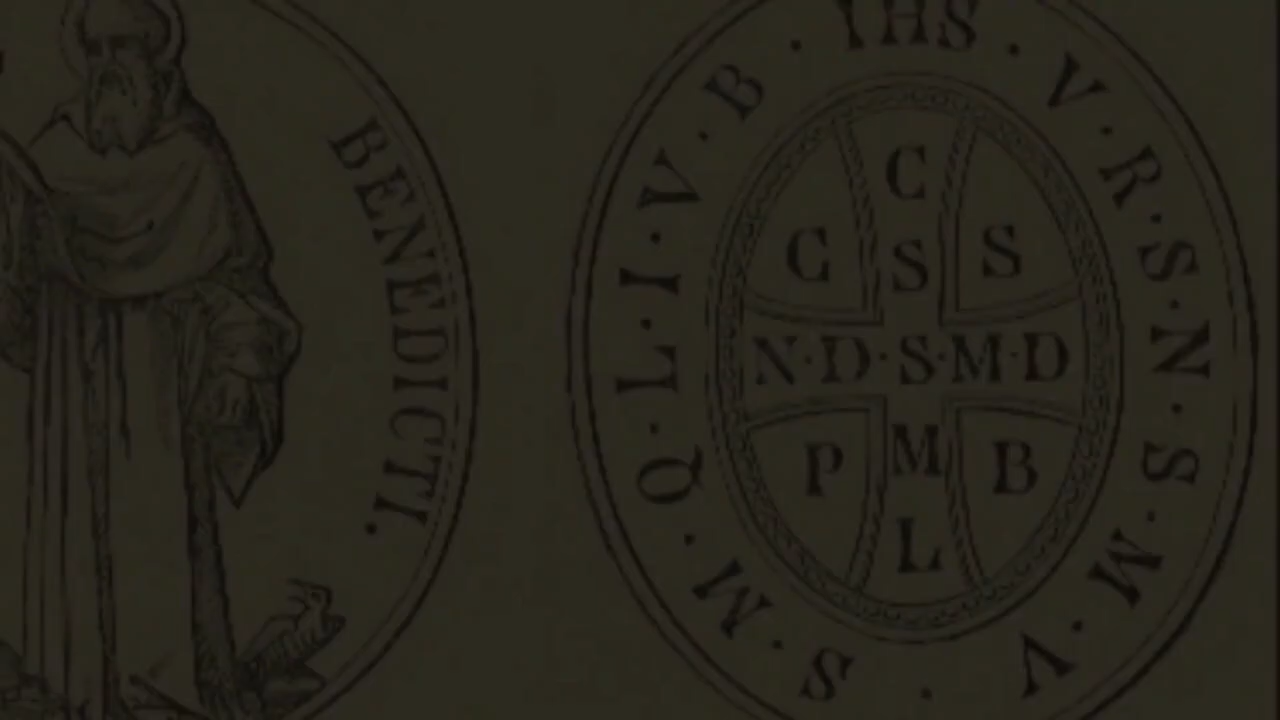 BENEDICTI.
IHS · V · R · S · N · S · M · V · S · M · Q · L · I · V · B ·
C
C S S
N·D·S·M·D
P M B
L